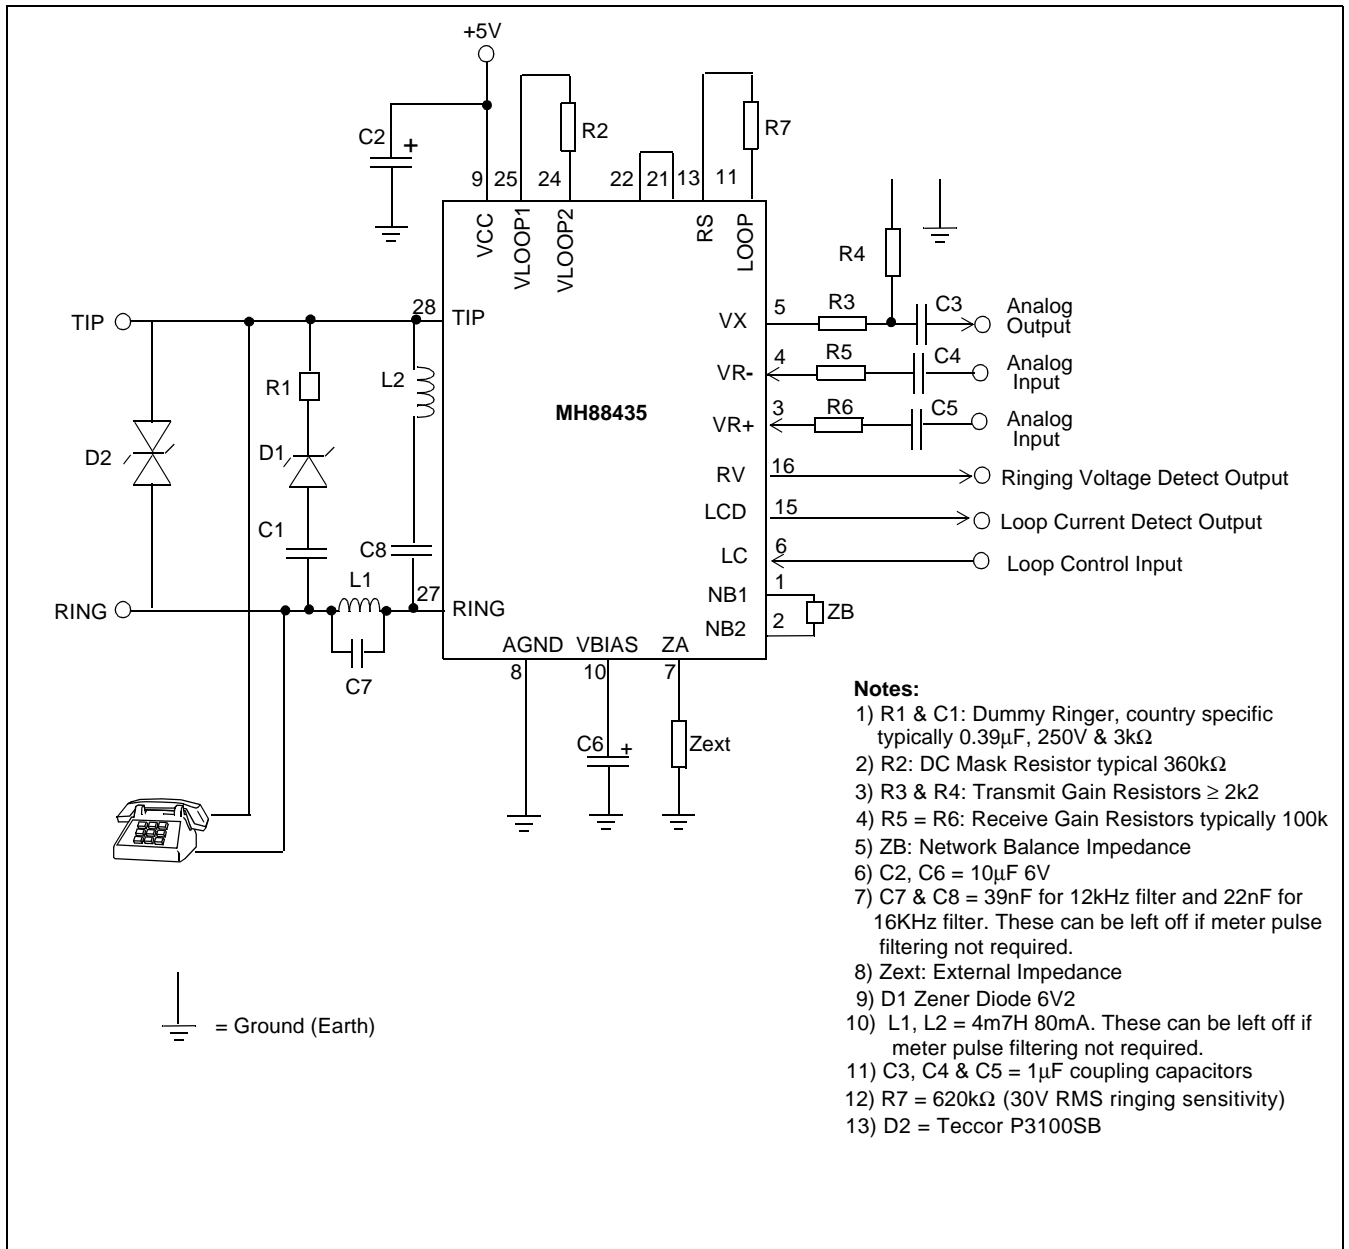 +5V
C2
+
R2
R7
9
25
24
22
21
13
11
VCC
VLOOP1
VLOOP2
RS
LOOP
R4
TIP
28
TIP
VX
5
R3
C3
Analog
Output
R1
L2
VR-
4
R5
C4
Analog
Input
MH88435
D2
D1
VR+
3
R6
C5
Analog
Input
RV
16
Ringing Voltage Detect Output
C1
LCD
15
Loop Current Detect Output
C8
LC
6
Loop Control Input
L1
27
NB1
1
RING
RING
ZB
NB2
2
C7
AGND
VBIAS
ZA
8
10
7
C6
+
Zext
Notes:
1) R1 & C1: Dummy Ringer, country specific
typically 0.39μF, 250V & 3kΩ
2) R2: DC Mask Resistor typical 360kΩ
3) R3 & R4: Transmit Gain Resistors ≥ 2k2
4) R5 = R6: Receive Gain Resistors typically 100k
5) ZB: Network Balance Impedance
6) C2, C6 = 10μF 6V
7) C7 & C8 = 39nF for 12kHz filter and 22nF for
16KHz filter. These can be left off if meter pulse
filtering not required.
8) Zext: External Impedance
9) D1 Zener Diode 6V2
10) L1, L2 = 4m7H 80mA. These can be left off if
meter pulse filtering not required.
11) C3, C4 & C5 = 1μF coupling capacitors
12) R7 = 620kΩ (30V RMS ringing sensitivity)
13) D2 = Teccor P3100SB
= Ground (Earth)